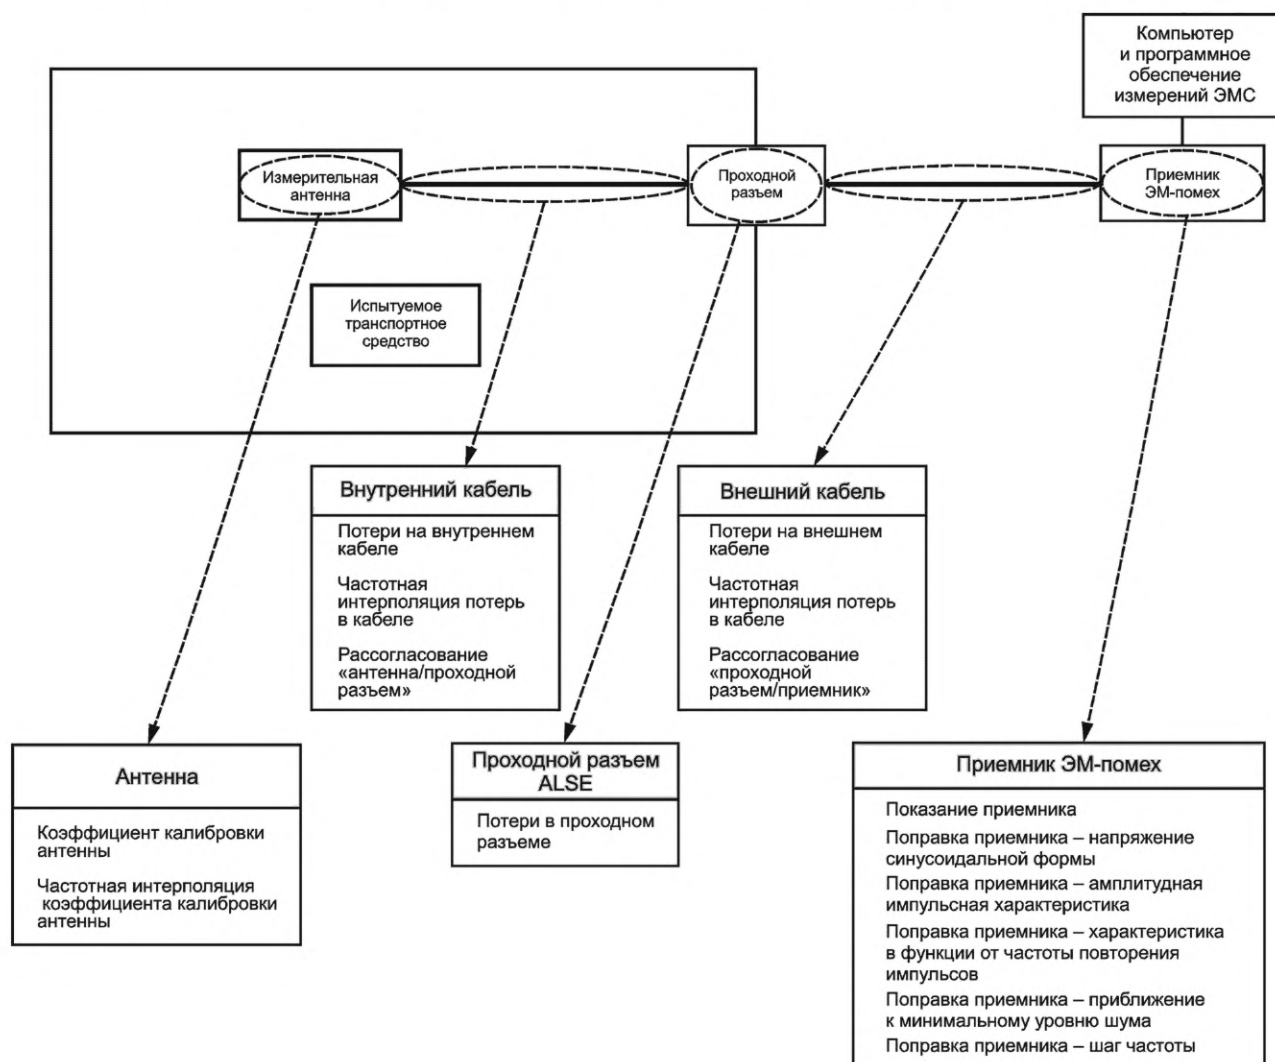 Компьютер
и программное
обеспечение
измерений ЭМС
Измерительная
антенна
Проходной
разъем
Приемник
ЭМ-помех
Испытуемое
транспортное
средство
Внутренний кабель
Потери на внутреннем
кабеле
Частотная
интерполяция потерь
в кабеле
Рассогласование
«антенна/проходной
разъем»
Внешний кабель
Потери на внешнем
кабеле
Частотная
интерполяция потерь
в кабеле
Рассогласование
«проходной
разъем/приемник»
Антенна
Коэффициент калибровки
антенны
Частотная интерполяция
коэффициента калибровки
антенны
Проходной разъем
ALSE
Потери в проходном
разъеме
Приемник ЭМ-помех
Показание приемника
Поправка приемника – напряжение
синусоидальной формы
Поправка приемника – амплитудная
импульсная характеристика
Поправка приемника – характеристика
в функции от частоты повторения
импульсов
Поправка приемника – приближение
к минимальному уровню шума
Поправка приемника – шаг частоты